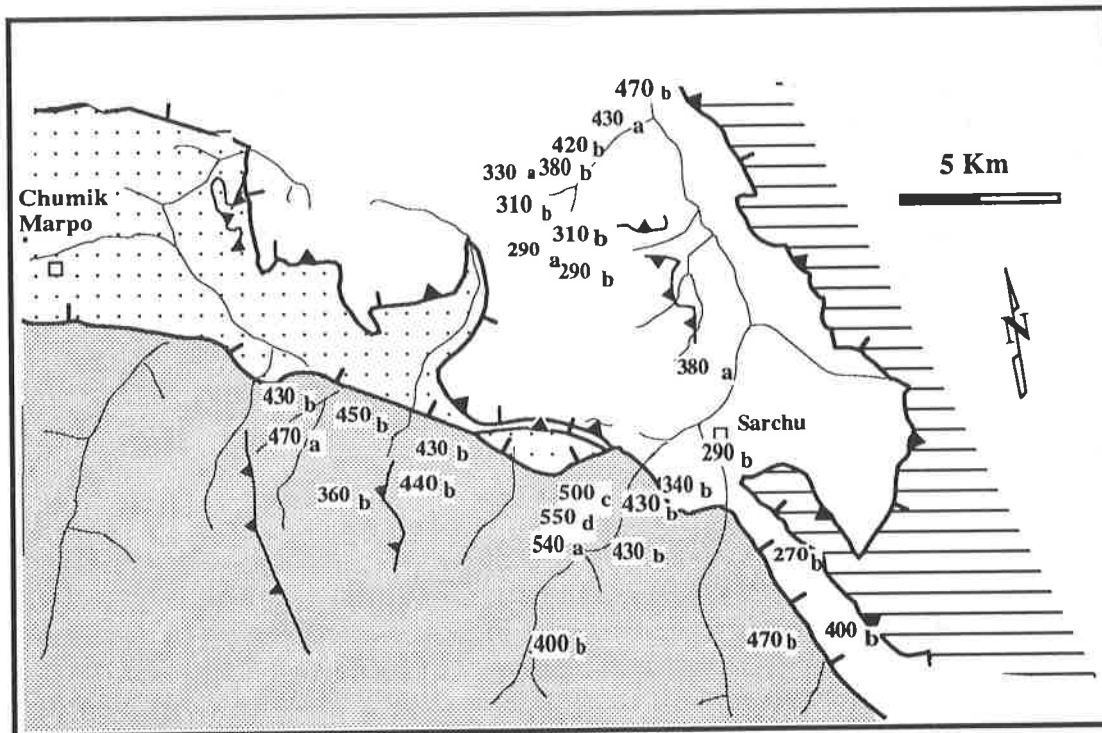 470 b
430 a
420 b
330 a 380 b
310 b
310 b
290 a
290 b
5 Km
Chumik
Marpo
N
380 a
430 b
450 b
470 a
430 b
Sarchu
290 b
360 b
440 b
500 c
340 b
430 b
550 d
540 a
430 b
270 b
400 b
470 b
400 b